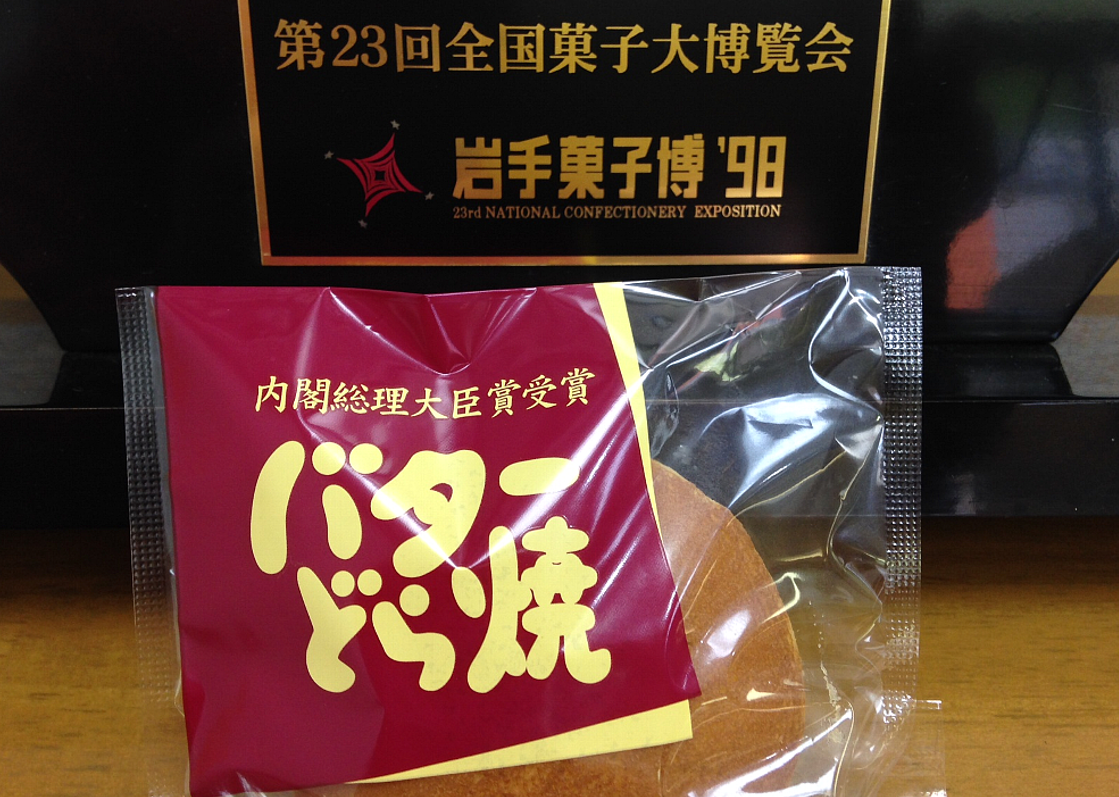 第23回全国菓子大博覧会
岩手菓子博'98
23rd NATIONAL CONFECTIONERY EXPOSITION
内閣総理大臣賞受賞
バター
どら焼